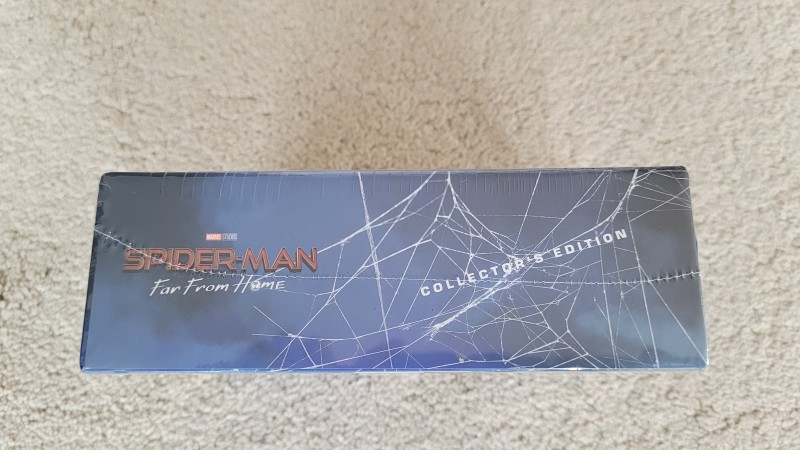 MARVEL STUDIOS
SPIDER-MAN
Far From Home
COLLECTOR'S EDITION